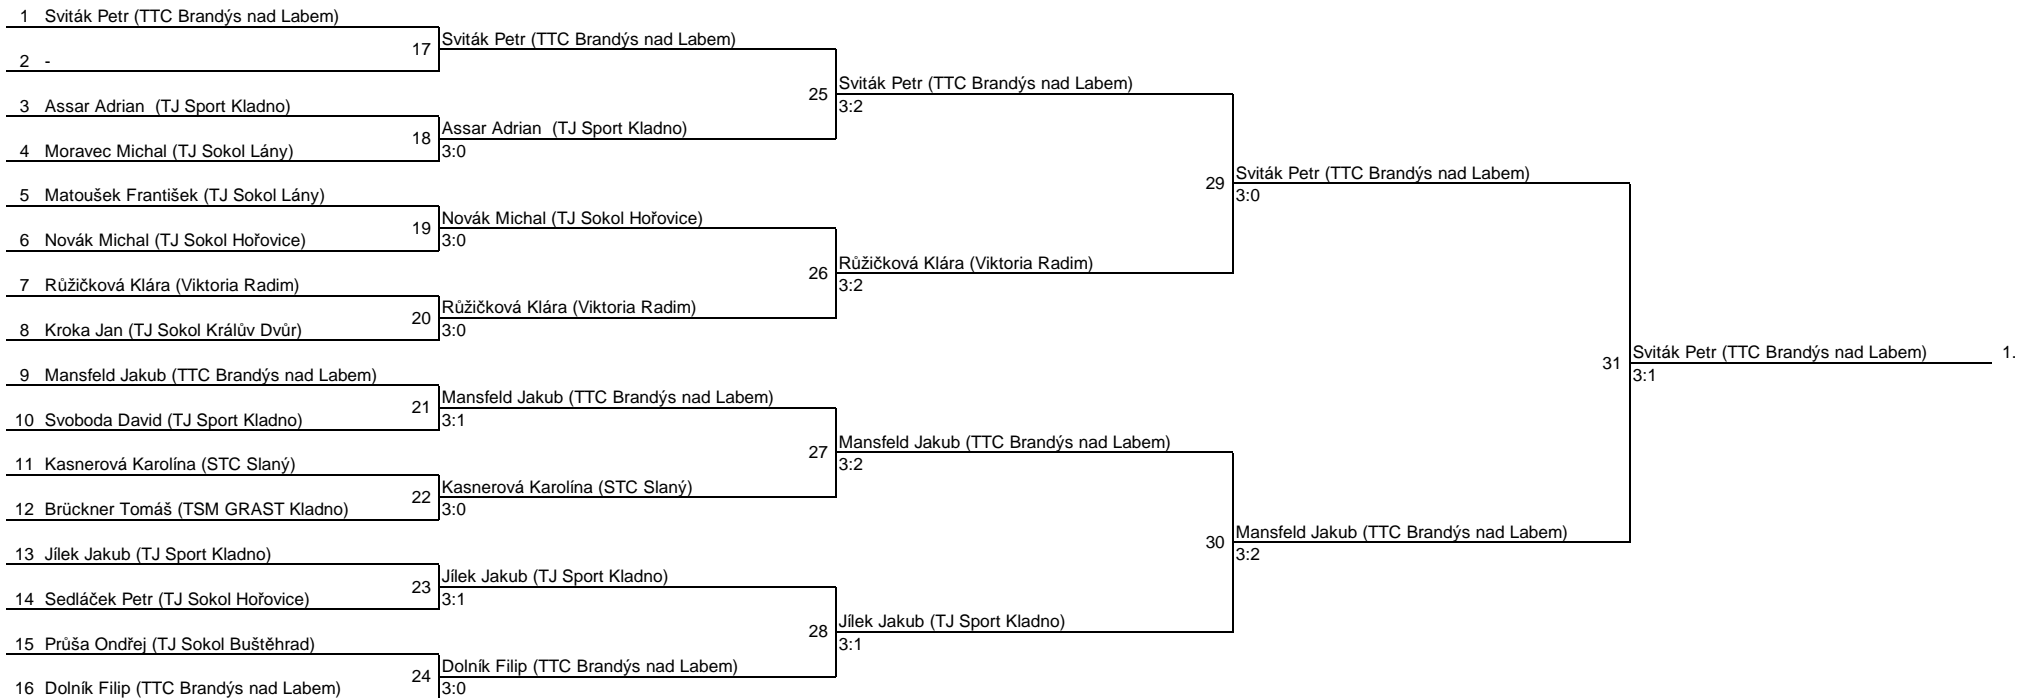 1 Sviták Petr (TTC Brandýs nad Labem)
17 Sviták Petr (TTC Brandýs nad Labem)
2 -
25 Sviták Petr (TTC Brandýs nad Labem)
3:2
3 Assar Adrian (TJ Sport Kladno)
18 Assar Adrian (TJ Sport Kladno)
3:0
4 Moravec Michal (TJ Sokol Lány)
29 Sviták Petr (TTC Brandýs nad Labem)
3:0
5 Matoušek František (TJ Sokol Lány)
19 Novák Michal (TJ Sokol Hořovice)
3:0
6 Novák Michal (TJ Sokol Hořovice)
26 Růžičková Klára (Viktoria Radim)
3:2
7 Růžičková Klára (Viktoria Radim)
20 Růžičková Klára (Viktoria Radim)
3:0
8 Kroka Jan (TJ Sokol Králův Dvůr)
31 Sviták Petr (TTC Brandýs nad Labem) 1.
3:1
9 Mansfeld Jakub (TTC Brandýs nad Labem)
21 Mansfeld Jakub (TTC Brandýs nad Labem)
3:1
10 Svoboda David (TJ Sport Kladno)
27 Mansfeld Jakub (TTC Brandýs nad Labem)
3:2
11 Kasnerová Karolína (STC Slaný)
22 Kasnerová Karolína (STC Slaný)
3:0
12 Brückner Tomáš (TSM GRAST Kladno)
30 Mansfeld Jakub (TTC Brandýs nad Labem)
3:2
13 Jílek Jakub (TJ Sport Kladno)
23 Jílek Jakub (TJ Sport Kladno)
3:1
14 Sedláček Petr (TJ Sokol Hořovice)
28 Jílek Jakub (TJ Sport Kladno)
3:1
15 Průša Ondřej (TJ Sokol Buštěhrad)
24 Dolník Filip (TTC Brandýs nad Labem)
3:0
16 Dolník Filip (TTC Brandýs nad Labem)